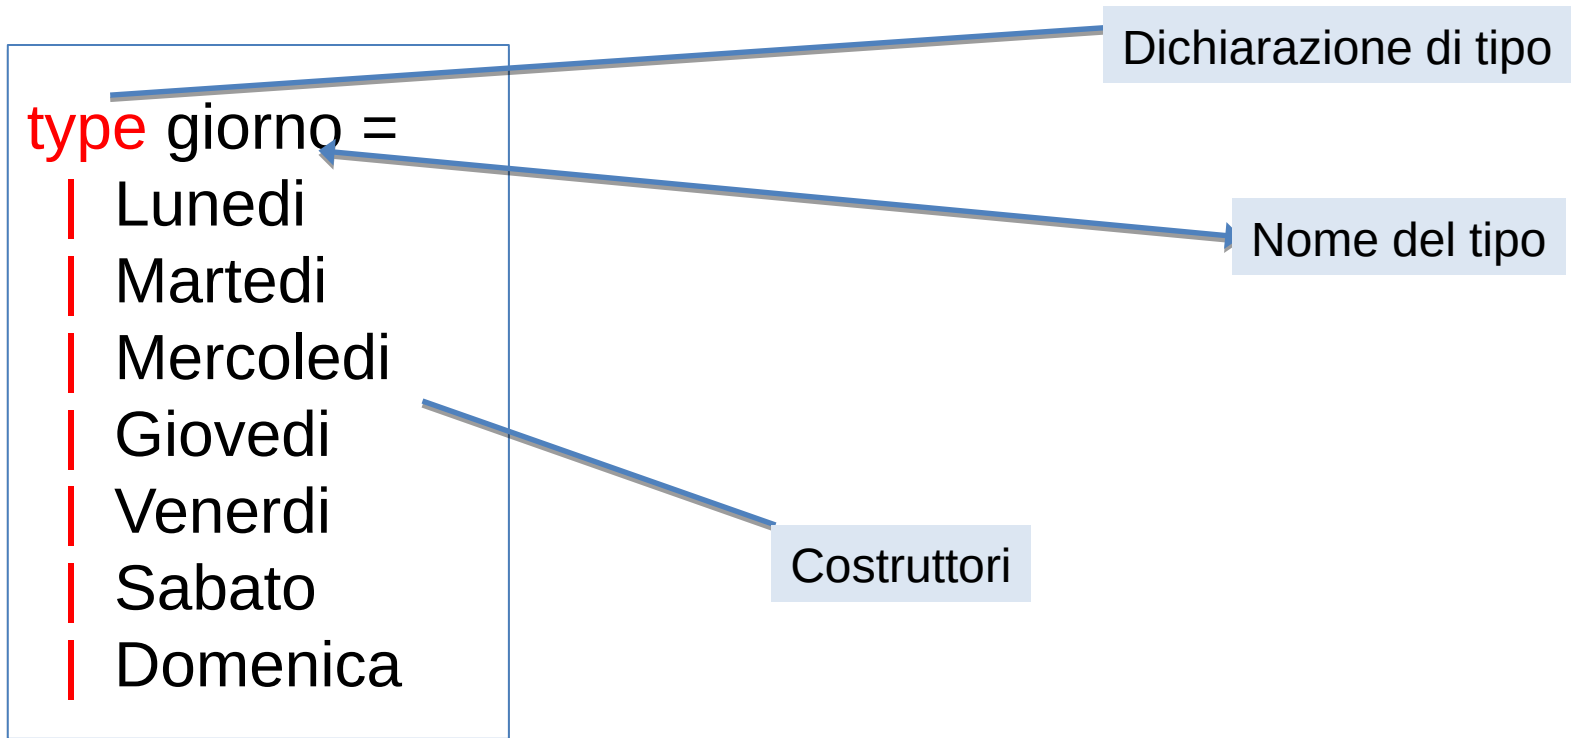 Dichiarazione di tipo
type giorno =
| Lunedi
Nome del tipo
| Martedi
| Mercoledi
| Giovedi
| Venerdi
Costruttori
| Sabato
| Domenica